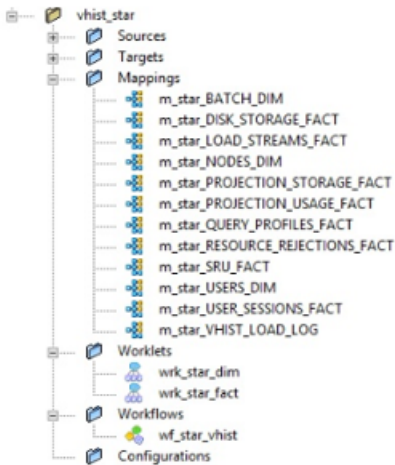 vhist_star
Sources
Targets
Mappings
m_star_BATCH_DIM
m_star_DISK_STORAGE_FACT
m_star_LOAD_STREAMS_FACT
m_star_NODES_DIM
m_star_PROJECTION_STORAGE_FACT
m_star_PROJECTION_USAGE_FACT
m_star_QUERY_PROFILES_FACT
m_star_RESOURCE_REJECTIONS_FACT
m_star_SRU_FACT
m_star_USERS_DIM
m_star_USER_SESSIONS_FACT
m_star_VHIST_LOAD_LOG
Worklets
wrk_star_dim
wrk_star_fact
Workflows
wf_star_vhist
Configurations